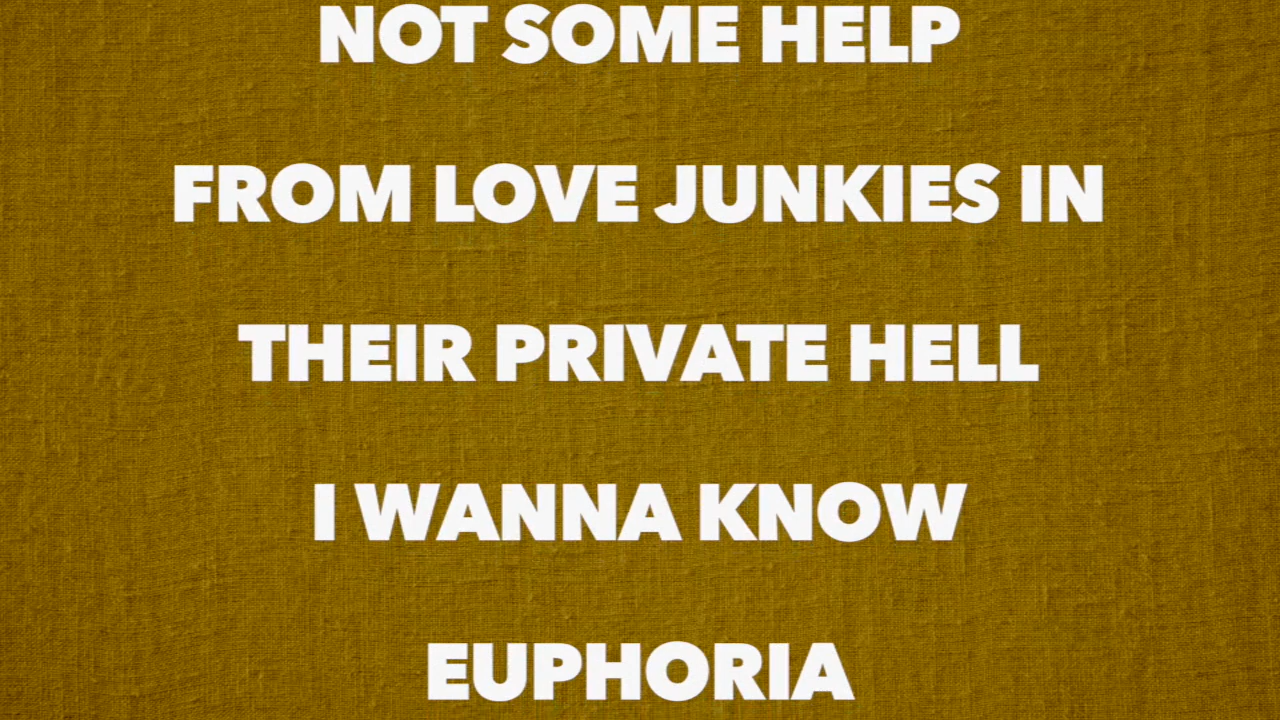 NOT SOME HELP
FROM LOVE JUNKIES IN
THEIR PRIVATE HELL
I WANNA KNOW
EUPHORIA